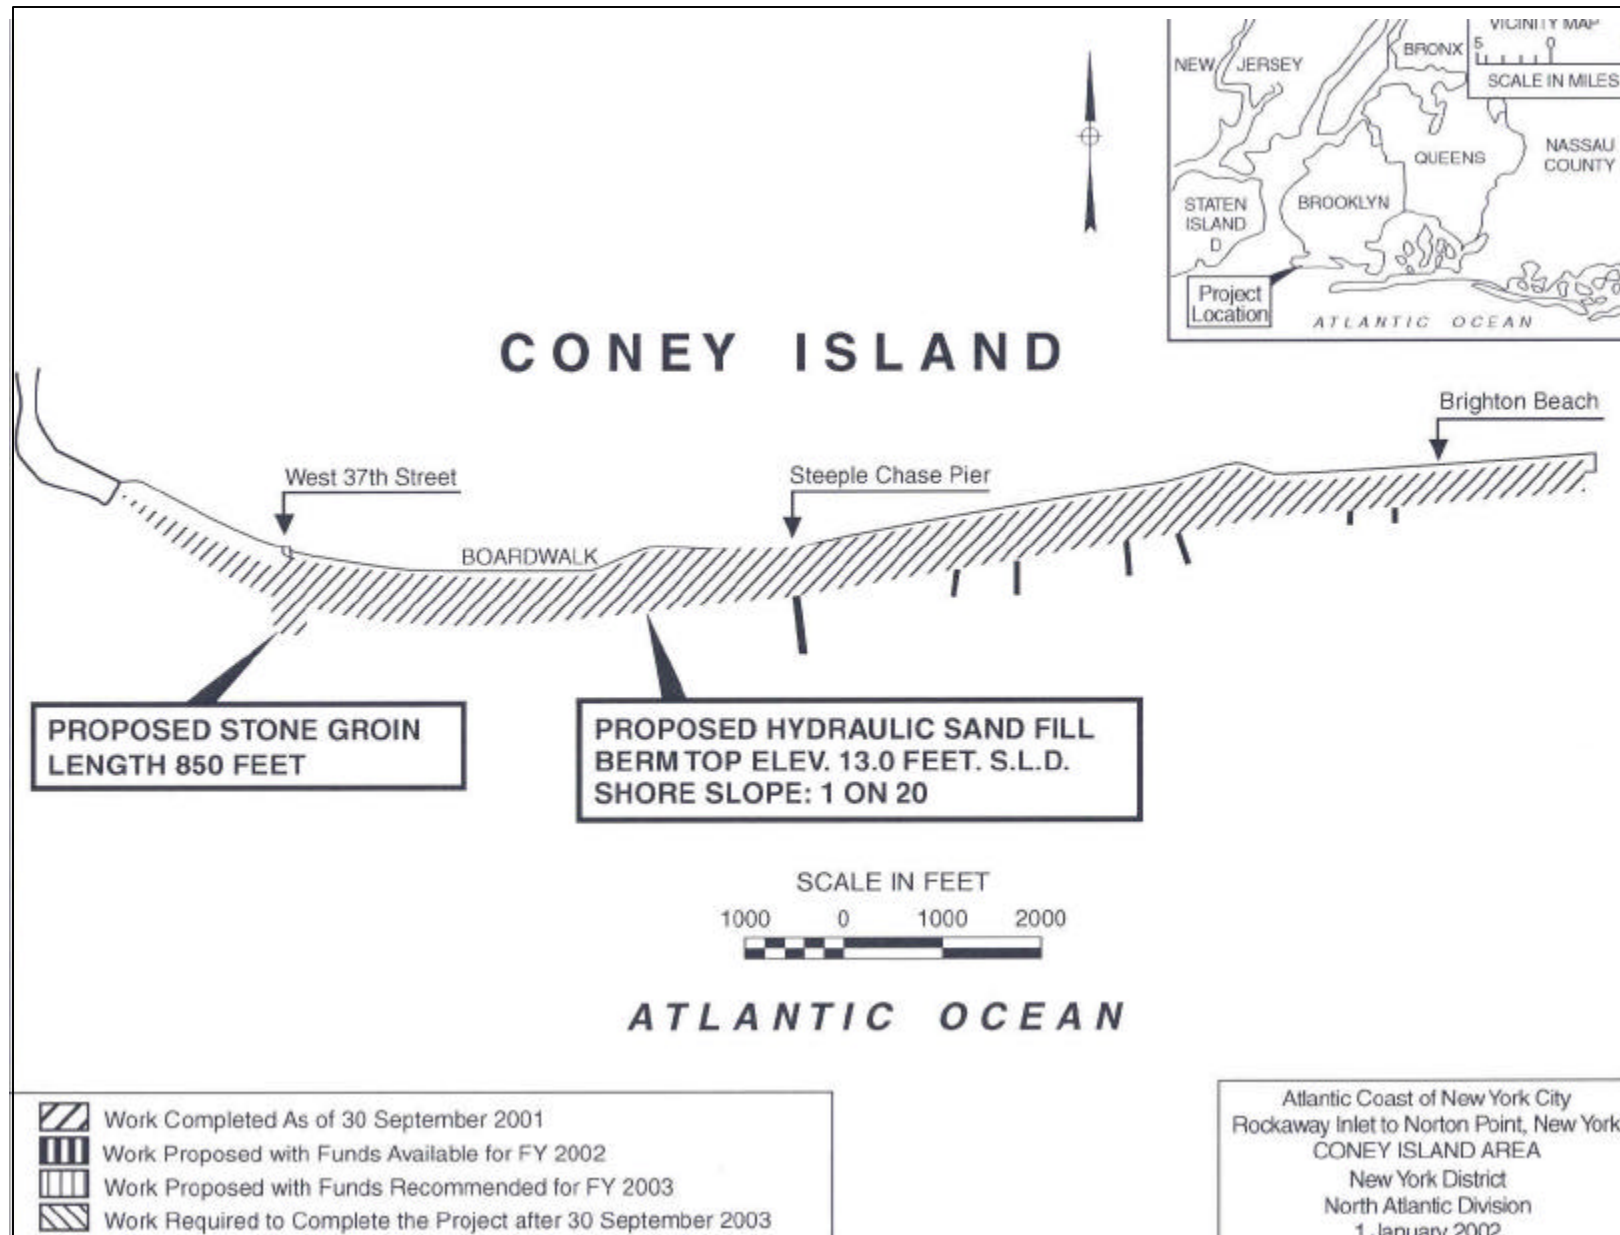 VICINITY MAP
5 0
SCALE IN MILES
NEW JERSEY
BRONX
QUEENS
NASSAU
COUNTY
STATEN
ISLAND
D
BROOKLYN
Project
Location
ATLANTIC OCEAN
CONEY ISLAND
Brighton Beach
West 37th Street
Steeple Chase Pier
BOARDWALK
PROPOSED STONE GROIN
LENGTH 850 FEET
PROPOSED HYDRAULIC SAND FILL
BERM TOP ELEV. 13.0 FEET. S.L.D.
SHORE SLOPE: 1 ON 20
SCALE IN FEET
1000 0 1000 2000
ATLANTIC OCEAN
Work Completed As of 30 September 2001
Work Proposed with Funds Available for FY 2002
Work Proposed with Funds Recommended for FY 2003
Work Required to Complete the Project after 30 September 2003
Atlantic Coast of New York City
Rockaway Inlet to Norton Point, New York
CONEY ISLAND AREA
New York District
North Atlantic Division
1 January 2002